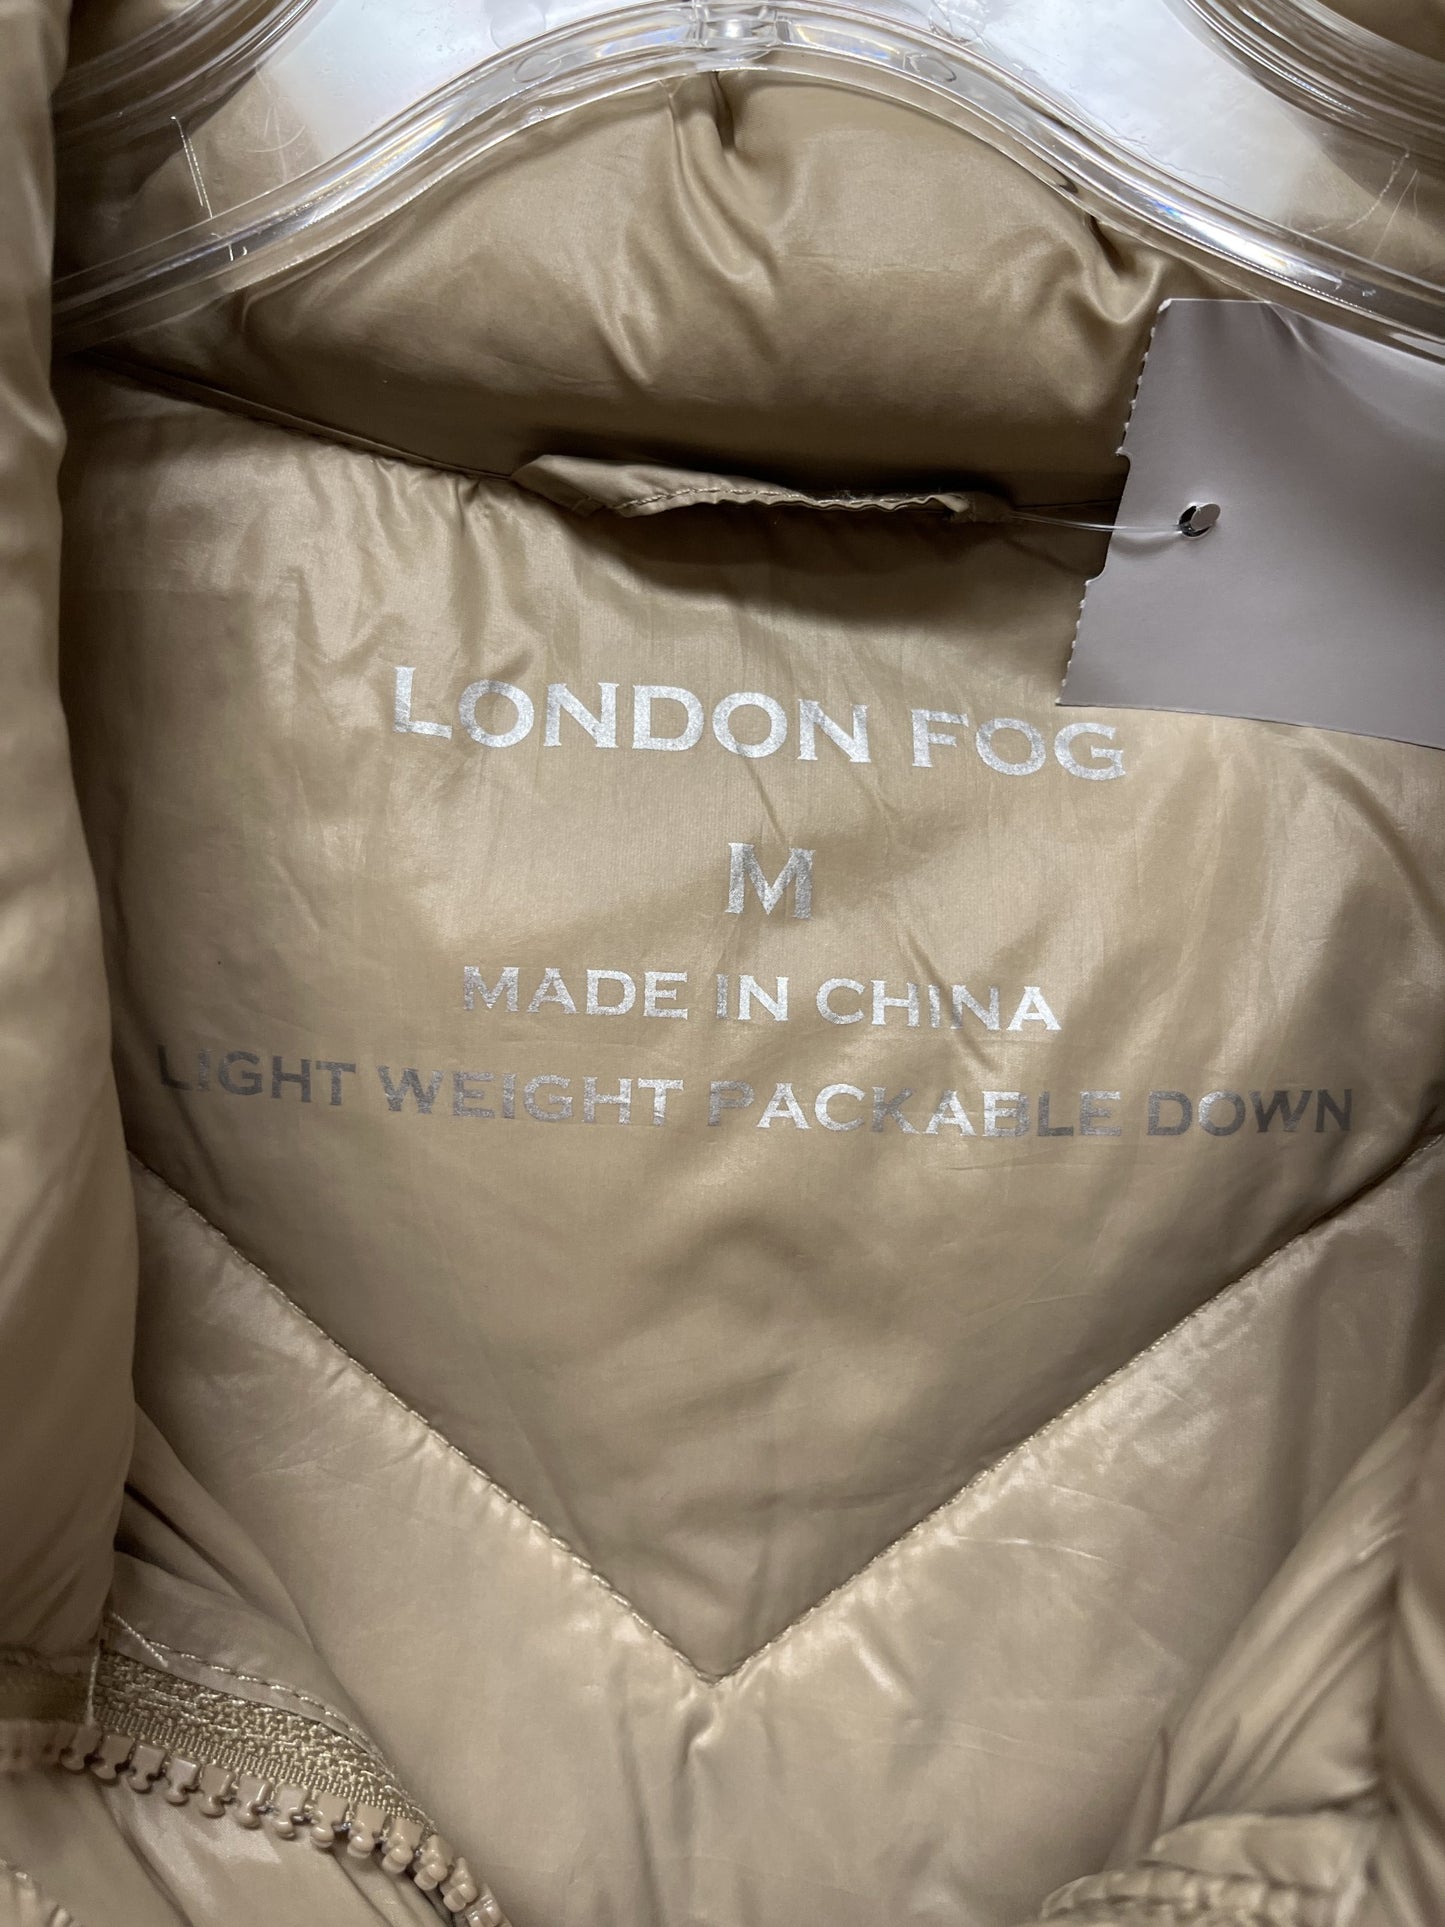 LONDON FOG
M
MADE IN CHINA
LIGHT WEIGHT PACKABLE DOWN